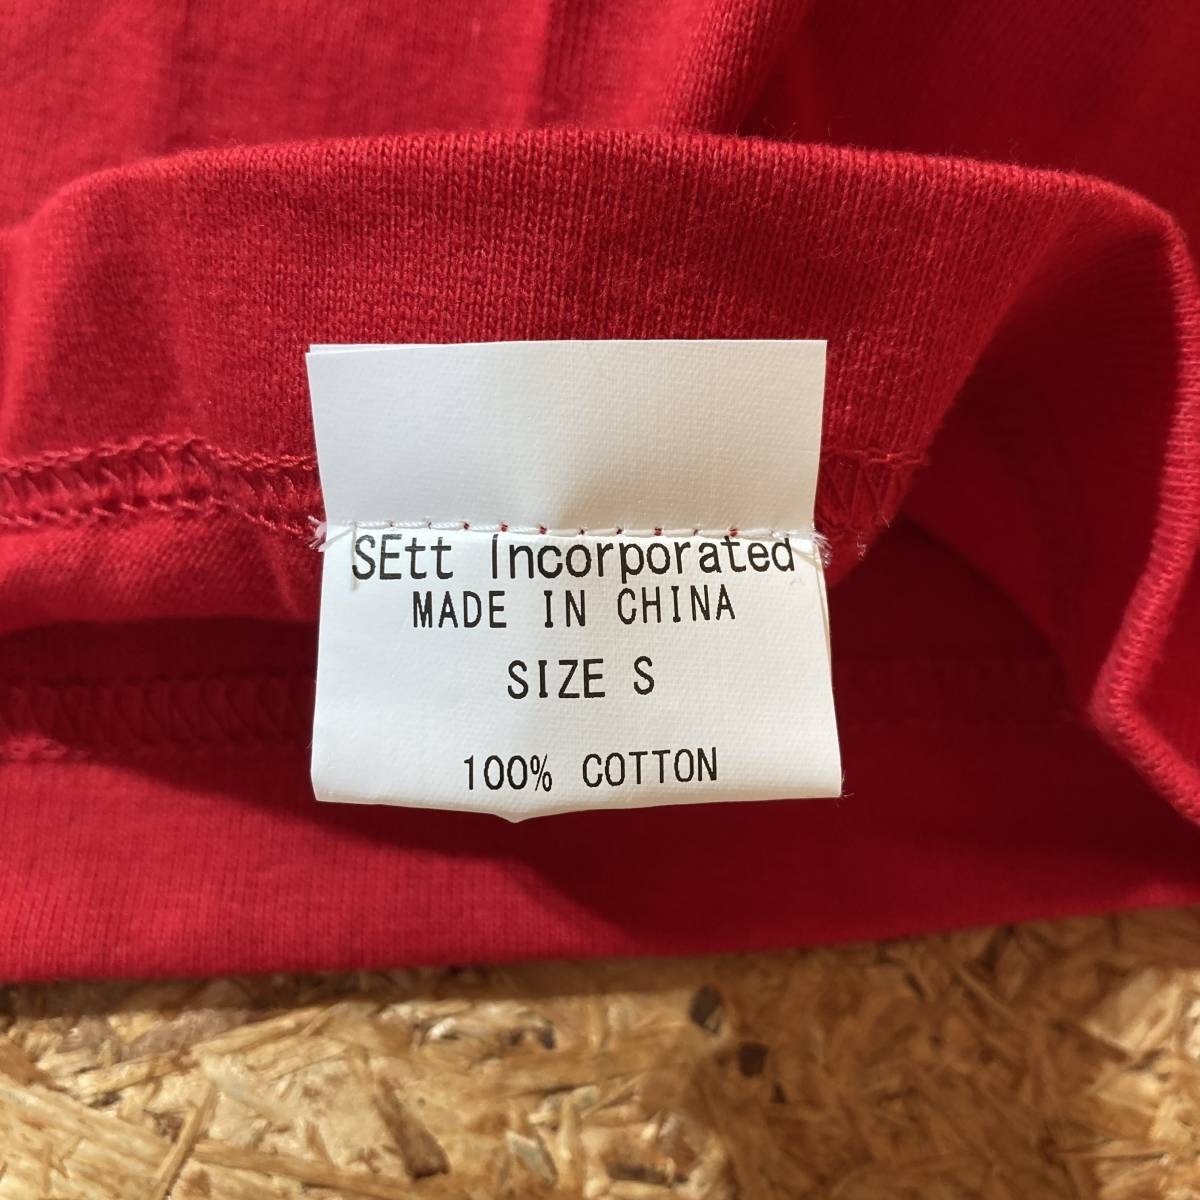 SEtt Incorporated
MADE IN CHINA
SIZE S
100% COTTON